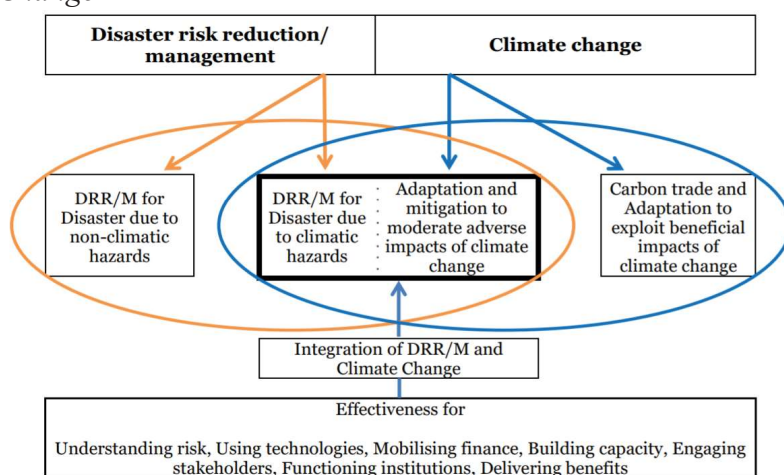 Disaster risk reduction/
management
Climate change
DRR/M for
Disaster due to
non-climatic
hazards
DRR/M for
Disaster due
to climatic
hazards
Adaptation and
mitigation to
moderate adverse
impacts of climate
change
Carbon trade and
Adaptation to
exploit beneficial
impacts of
climate change
Integration of DRR/M and
Climate Change
Effectiveness for
Understanding risk, Using technologies, Mobilising finance, Building capacity, Engaging
stakeholders, Functioning institutions, Delivering benefits